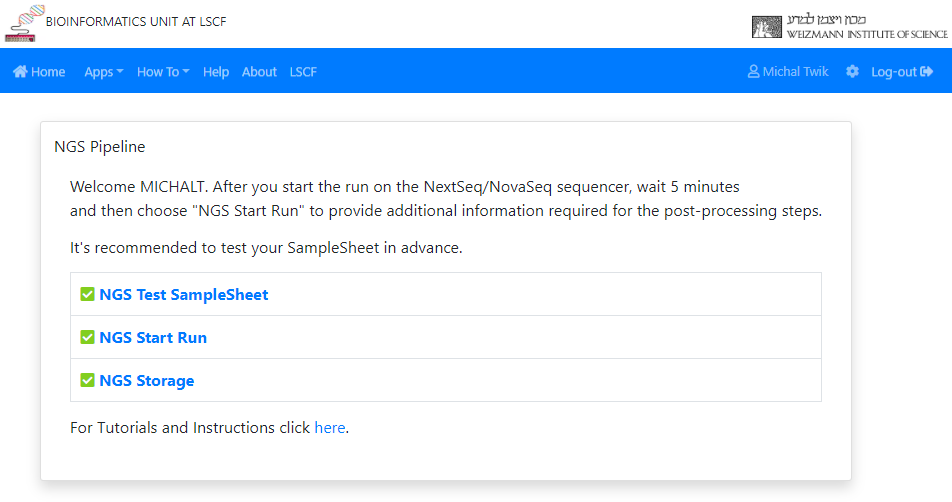 BIOINFORMATICS UNIT AT LSCF
מכון ויצמן למדע
WEIZMANN INSTITUTE OF SCIENCE
Home Apps How To Help About LSCF Michal Twik Log-out
NGS Pipeline
Welcome MICHALT. After you start the run on the NextSeq/NovaSeq sequencer, wait 5 minutes
and then choose "NGS Start Run" to provide additional information required for the post-processing steps.
It's recommended to test your SampleSheet in advance.
NGS Test SampleSheet
NGS Start Run
NGS Storage
For Tutorials and Instructions click here.